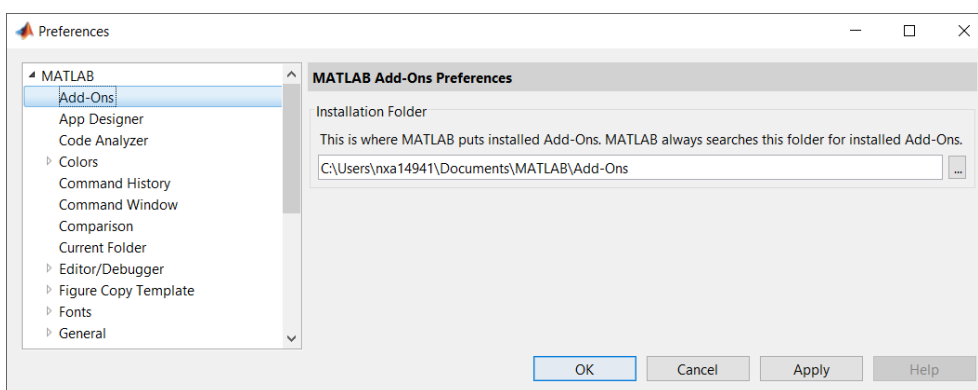 Preferences
MATLAB
Add-Ons
App Designer
Code Analyzer
Colors
Command History
Command Window
Comparison
Current Folder
Editor/Debugger
Figure Copy Template
Fonts
General
MATLAB Add-Ons Preferences
Installation Folder
This is where MATLAB puts installed Add-Ons. MATLAB always searches this folder for installed Add-Ons.
C:\Users\nxa14941\Documents\MATLAB\Add-Ons
...
OK Cancel Apply Help